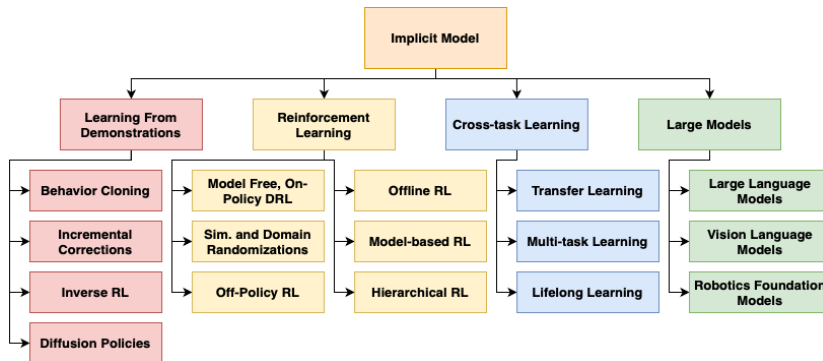 Implicit Model
Learning From
Demonstrations
Reinforcement
Learning
Cross-task Learning
Large Models
Behavior Cloning
Incremental
Corrections
Inverse RL
Diffusion Policies
Model Free, On-
Policy DRL
Sim. and Domain
Randomizations
Off-Policy RL
Offline RL
Model-based RL
Hierarchical RL
Transfer Learning
Multi-task Learning
Lifelong Learning
Large Language
Models
Vision Language
Models
Robotics Foundation
Models